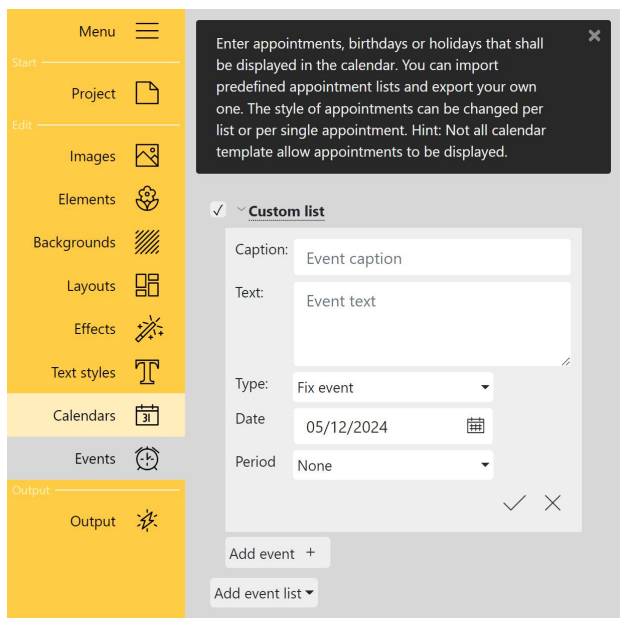 Menu
Start
Project
Edit
Images
Elements
Backgrounds
Layouts
Effects
Text styles
Calendars
31
Events
Output
Output
Enter appointments, birthdays or holidays that shall
be displayed in the calendar. You can import
predefined appointment lists and export your own
one. The style of appointments can be changed per
list or per single appointment. Hint: Not all calendar
template allow appointments to be displayed.
Custom list
Caption: Event caption
Text: Event text
Type: Fix event
Date 05/12/2024
Period None
Add event +
Add event list